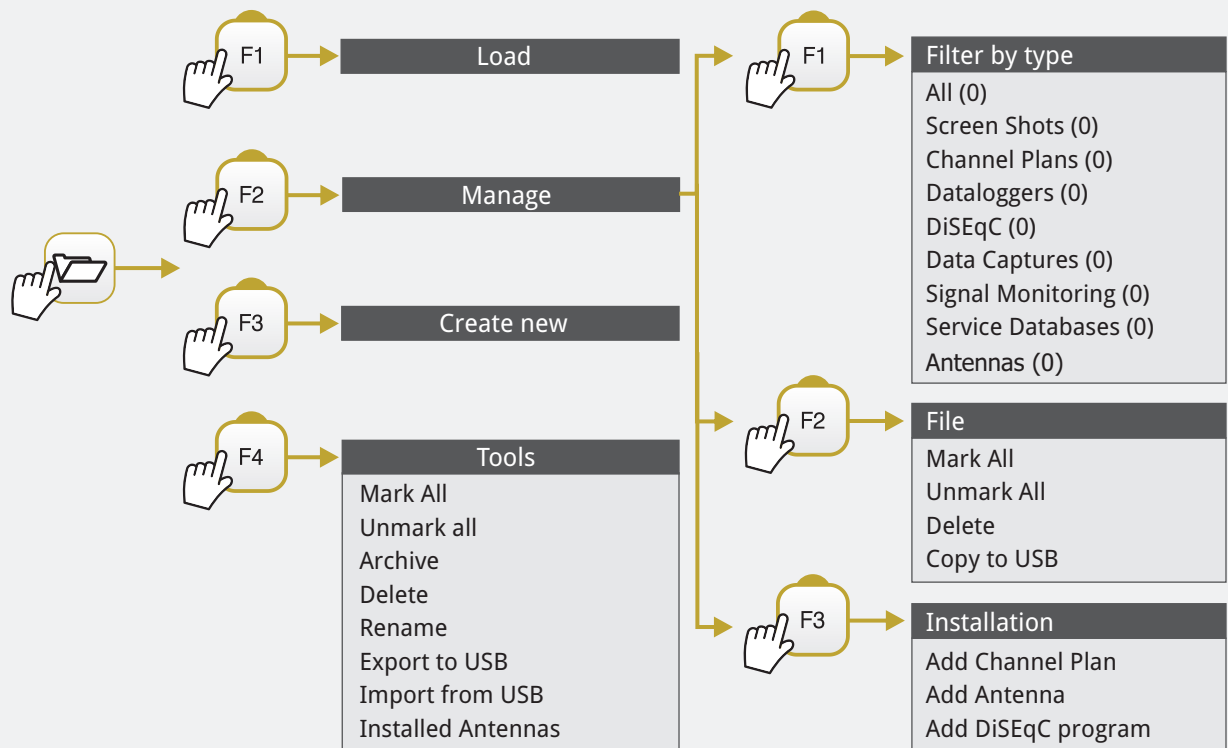 F1
Load
F2
Manage
F3
Create new
F4
Tools
Mark All
Unmark all
Archive
Delete
Rename
Export to USB
Import from USB
Installed Antennas
F1
Filter by type
All (0)
Screen Shots (0)
Channel Plans (0)
Dataloggers (0)
DiSEqC (0)
Data Captures (0)
Signal Monitoring (0)
Service Databases (0)
Antennas (0)
F2
File
Mark All
Unmark All
Delete
Copy to USB
F3
Installation
Add Channel Plan
Add Antenna
Add DiSEqC program